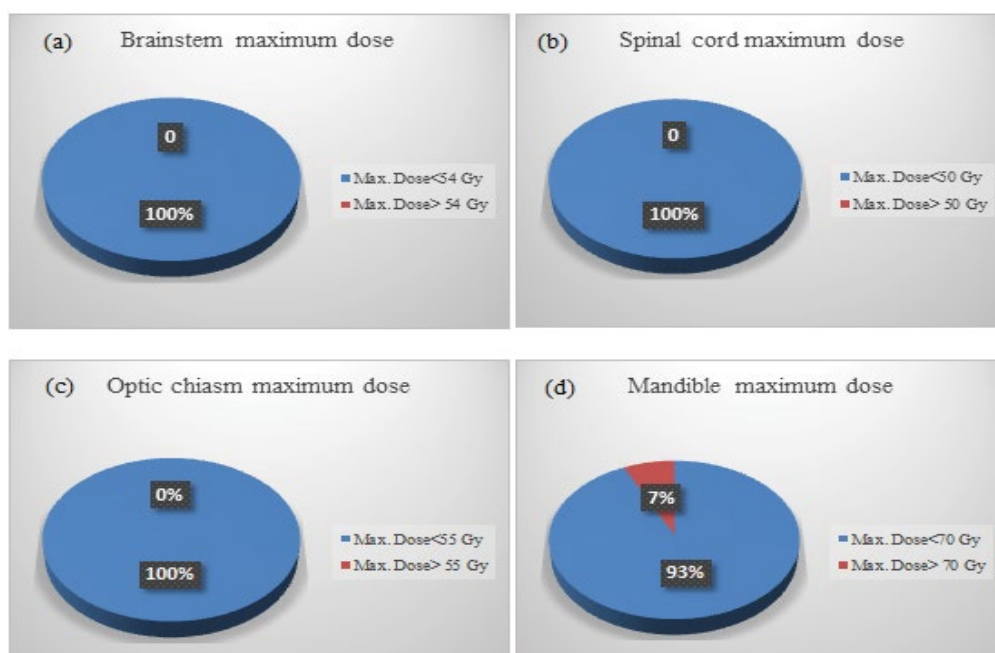 (a) Brainstem maximum dose
0
100%
Max. Dose<54 Gy
Max. Dose> 54 Gy
(b) Spinal cord maximum dose
0
100%
Max. Dose<50 Gy
Max. Dose> 50 Gy
(c) Optic chiasm maximum dose
0%
100%
Max. Dose<55 Gy
Max. Dose> 55 Gy
(d) Mandible maximum dose
7%
93%
Max. Dose<70 Gy
Max. Dose> 70 Gy